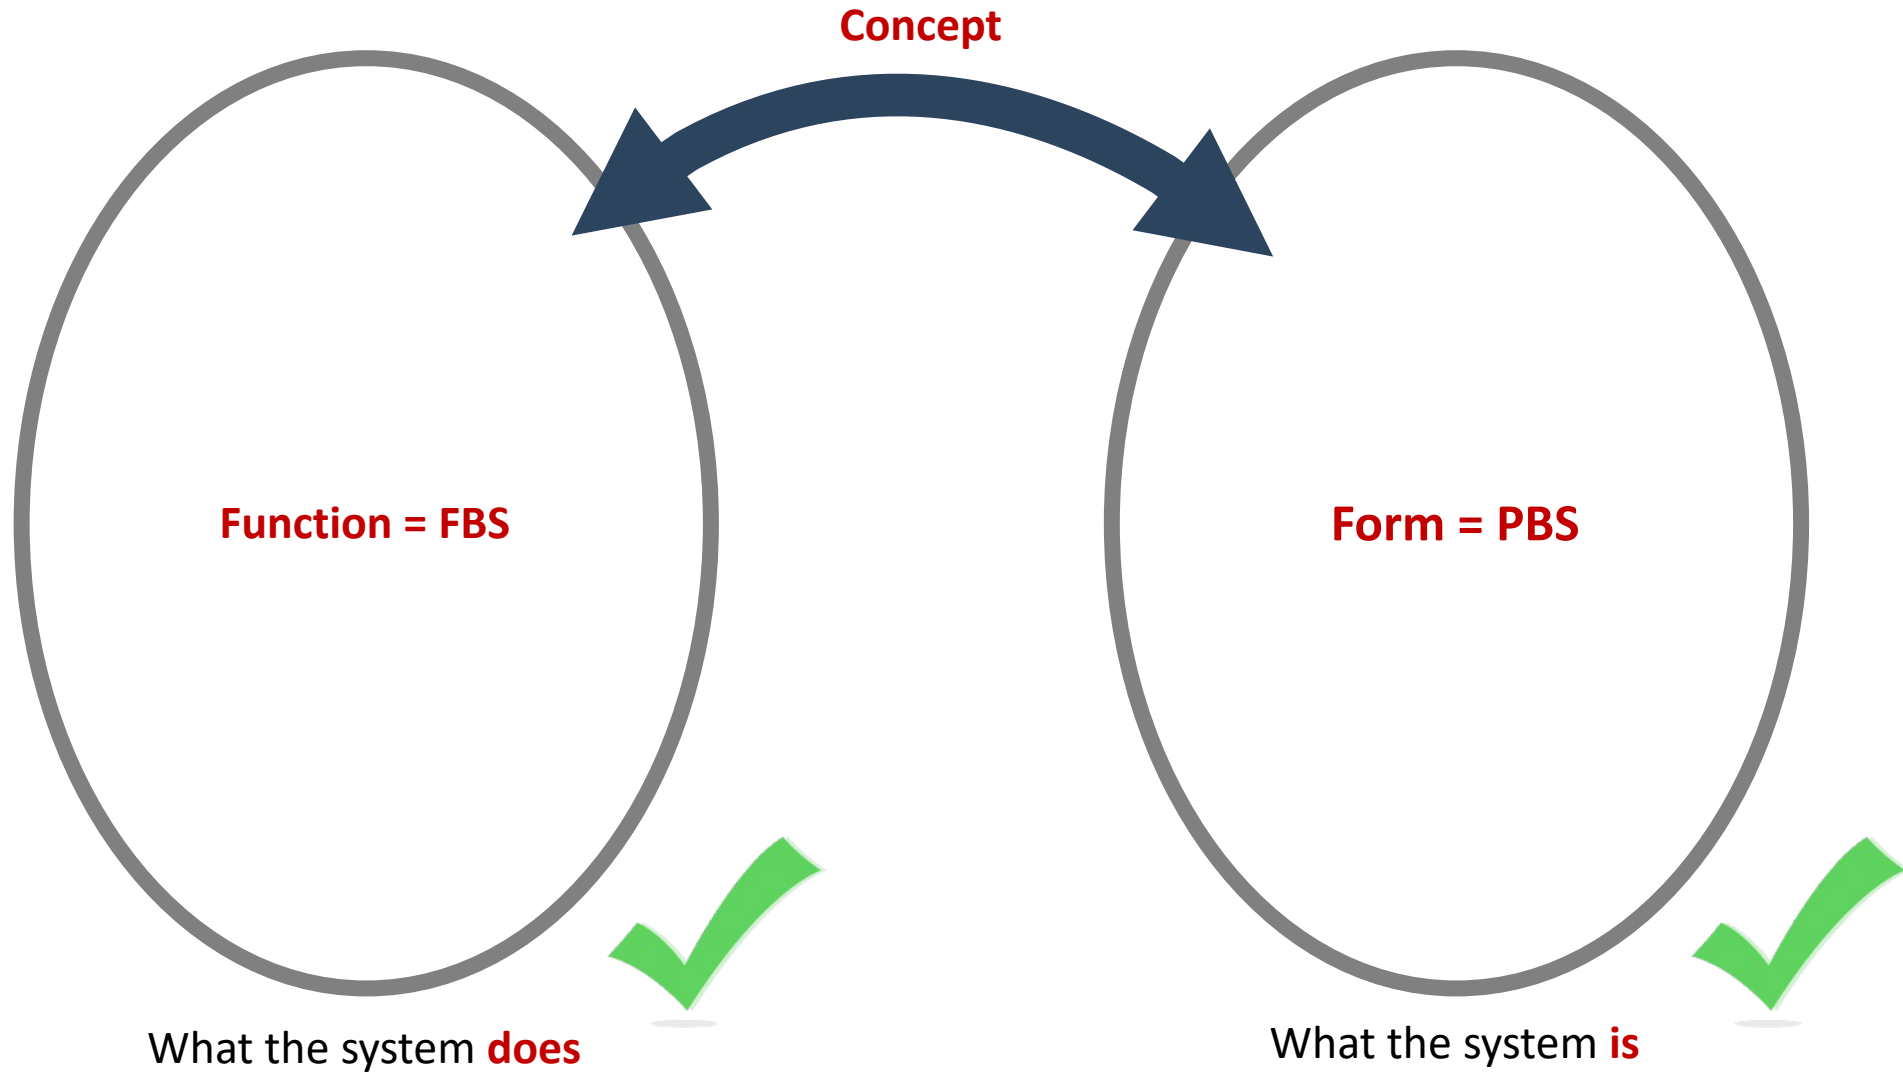 Concept
Function = FBS
Form = PBS
What the system does
What the system is